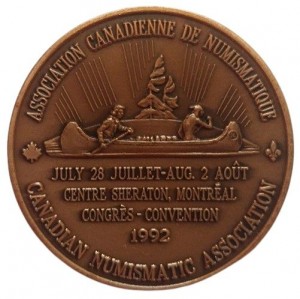 ASSOCIATION CANADIENNE DE NUMISMATIQUE
JULY 28 JUILLET-AUG. 2 AOÛT
CENTRE SHERATON, MONTRÉAL
CONGRÈS - CONVENTION
1992
CANADIAN NUMISMATIC ASSOCIATION